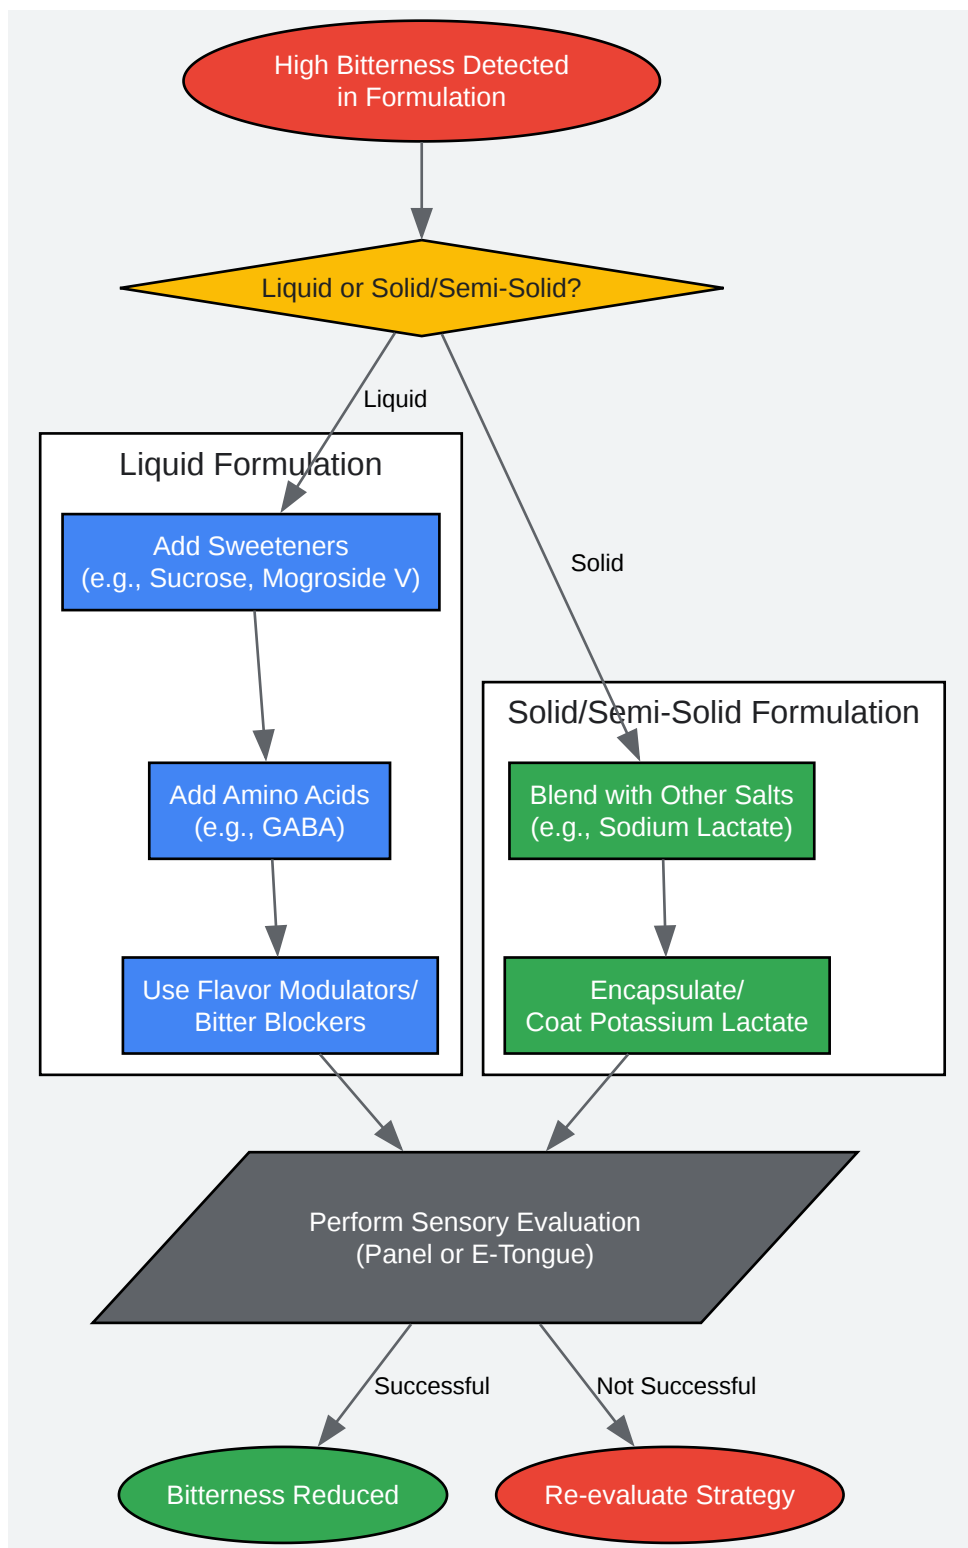 High Bitterness Detected
in Formulation
Liquid or Solid/Semi-Solid?
Liquid
Liquid Formulation
Add Sweeteners
(e.g., Sucrose, Mogroside V)
Solid
Solid/Semi-Solid Formulation
Add Amino Acids
(e.g., GABA)
Blend with Other Salts
(e.g., Sodium Lactate)
Use Flavor Modulators/
Bitter Blockers
Encapsulate/
Coat Potassium Lactate
Perform Sensory Evaluation
(Panel or E-Tongue)
Successful
Not Successful
Bitterness Reduced
Re-evaluate Strategy